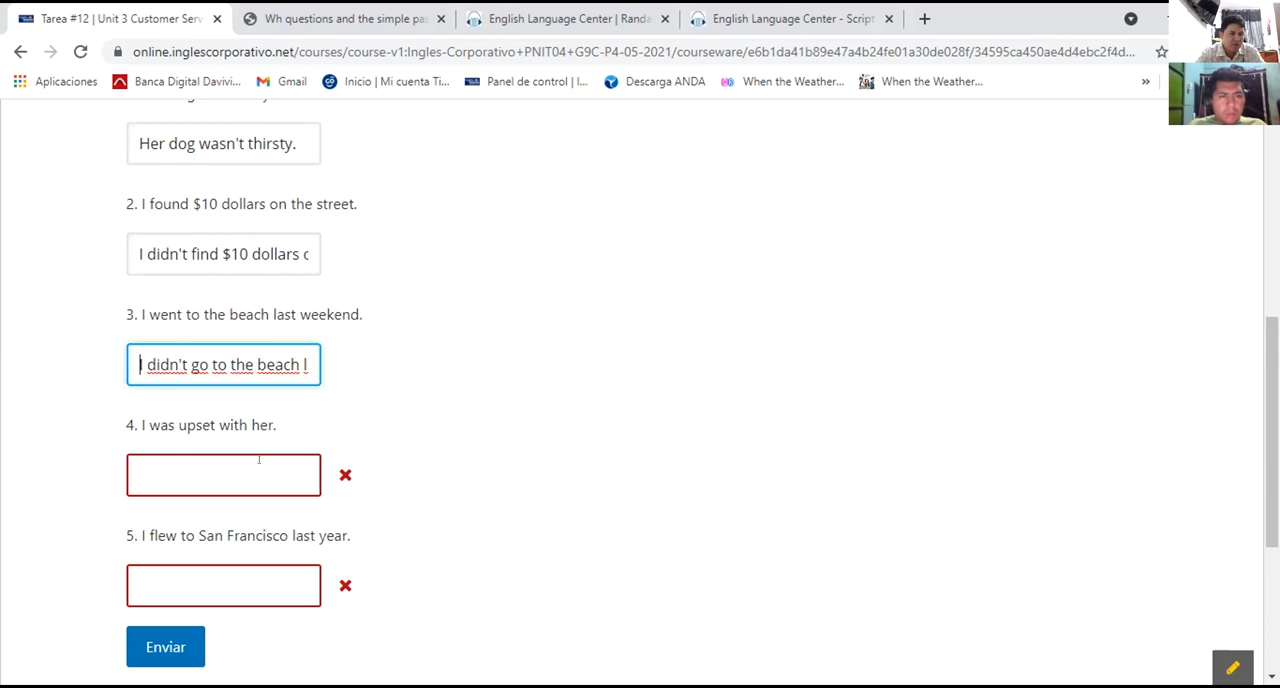 Tarea #12 | Unit 3 Customer Serv
Wh questions and the simple pas
English Language Center | Randa
English Language Center - Script
online.inglescorporativo.net/courses/course-v1:Ingles-Corporativo+PNIT04+G9C-P4-05-2021/courseware/e6b1da41b89e47a4b24fe01a30de028f/34595ca450ae4d4ebc2f4d...
Aplicaciones
Banca Digital Davivi...
Gmail
Inicio | Mi cuenta Ti...
Panel de control | I...
Descarga ANDA
When the Weather...
When the Weather...
»
Her dog wasn't thirsty.
2. I found $10 dollars on the street.
I didn't find $10 dollars c
3. I went to the beach last weekend.
I didn't go to the beach l
4. I was upset with her.
5. I flew to San Francisco last year.
Enviar